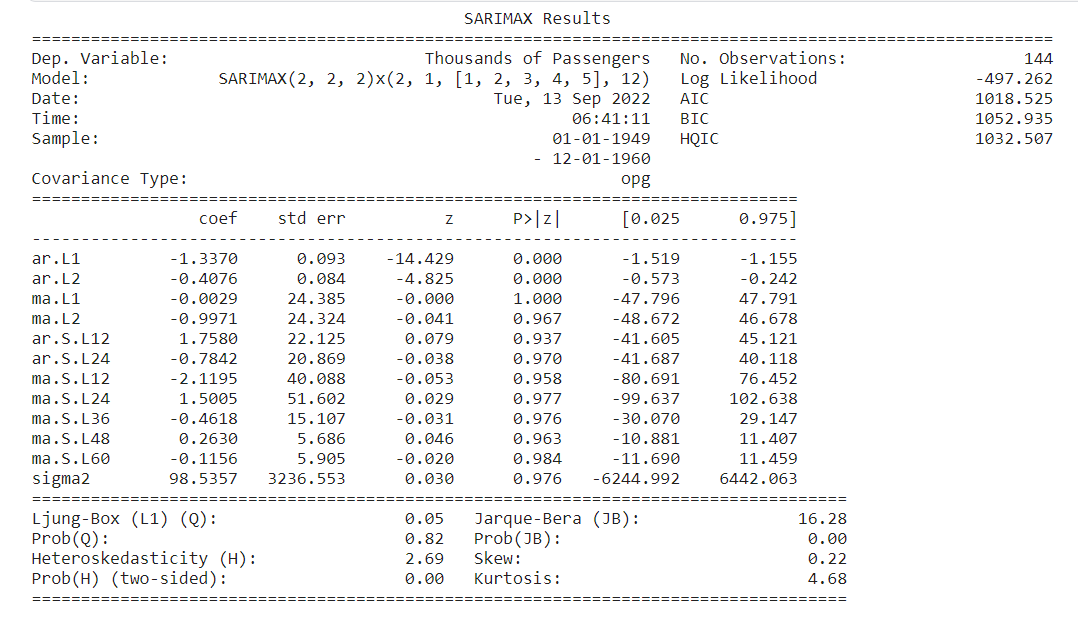 SARIMAX Results
==============================================================================================
Dep. Variable: Thousands of Passengers No. Observations: 144
Model: SARIMAX(2, 2, 2)x(2, 1, [1, 2, 3, 4, 5], 12) Log Likelihood -497.262
Date: Tue, 13 Sep 2022 AIC 1018.525
Time: 06:41:11 BIC 1052.935
Sample: 01-01-1949 HQIC 1032.507
- 12-01-1960
Covariance Type: opg
==============================================================================
coef std err z P>|z| [0.025 0.975]
------------------------------------------------------------------------------
ar.L1 -1.3370 0.093 -14.429 0.000 -1.519 -1.155
ar.L2 -0.4076 0.084 -4.825 0.000 -0.573 -0.242
ma.L1 -0.0029 24.385 -0.000 1.000 -47.796 47.791
ma.L2 -0.9971 24.324 -0.041 0.967 -48.672 46.678
ar.S.L12 1.7580 22.125 0.079 0.937 -41.605 45.121
ar.S.L24 -0.7842 20.869 -0.038 0.970 -41.687 40.118
ma.S.L12 -2.1195 40.088 -0.053 0.958 -80.691 76.452
ma.S.L24 1.5005 51.602 0.029 0.977 -99.637 102.638
ma.S.L36 -0.4618 15.107 -0.031 0.976 -30.070 29.147
ma.S.L48 0.2630 5.686 0.046 0.963 -10.881 11.407
ma.S.L60 -0.1156 5.905 -0.020 0.984 -11.690 11.459
sigma2 98.5357 3236.553 0.030 0.976 -6244.992 6442.063
===================================================================================
Ljung-Box (L1) (Q): 0.05 Jarque-Bera (JB): 16.28
Prob(Q): 0.82 Prob(JB): 0.00
Heteroskedasticity (H): 2.69 Skew: 0.22
Prob(H) (two-sided): 0.00 Kurtosis: 4.68
===================================================================================